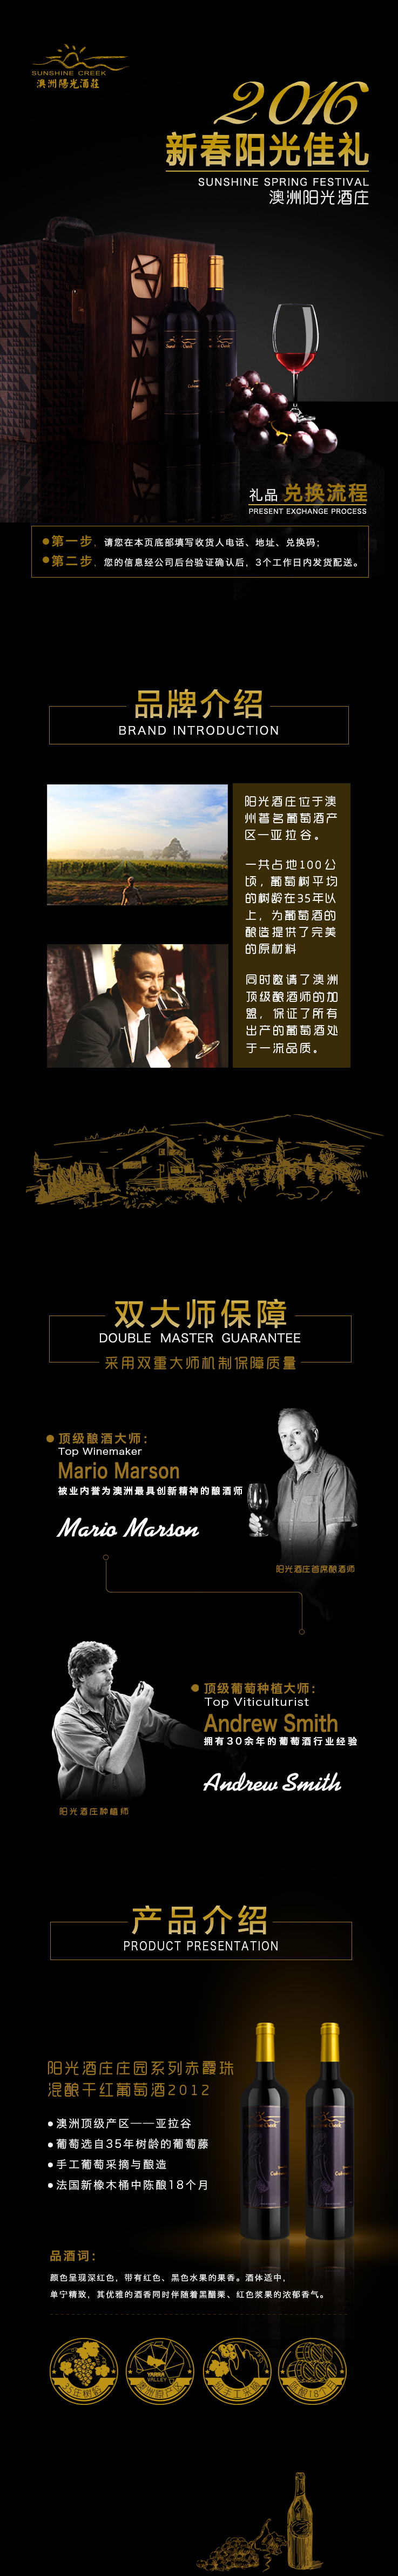 SUNSHINE CREEK
澳洲陽光酒莊
2016
新春阳光佳礼
SUNSHINE SPRING FESTIVAL
澳洲阳光酒庄
礼品 兑换流程
PRESENT EXCHANGE PROCESS
●第一步，请您在本页底部填写收货人电话、地址、兑换码；
●第二步，您的信息经公司后台验证确认后，3个工作日内发货配送。
品牌介绍
BRAND INTRODUCTION
阳光酒庄位于澳
州著名葡萄酒产
区一亚拉谷。
一共占地100公
顷，葡萄树平均
的树龄在35年以
上，为葡萄酒的
酿造提供了完美
的原材料
同时邀请了澳洲
顶级酿酒师的加
盟，保证了所有
出产的葡萄酒处
于一流品质。
双大师保障
DOUBLE MASTER GUARANTEE
采用双重大师机制保障质量
●顶级酿酒大师：
Top Winemaker
Mario Marson
被业内誉为澳洲最具创新精神的酿酒师
Mario Marson
阳光酒庄首席酿酒师
●顶级葡萄种植大师：
Top Viticulturist
Andrew Smith
拥有30余年的葡萄酒行业经验
Andrew Smith
阳光酒庄种植师
产品介绍
PRODUCT PRESENTATION
阳光酒庄庄园系列赤霞珠
混酿干红葡萄酒2012
●澳洲顶级产区——亚拉谷
●葡萄选自35年树龄的葡萄藤
●手工葡萄采摘与酿造
●法国新橡木桶中陈酿18个月
品酒词：
颜色呈现深红色，带有红色、黑色水果的果香。酒体适中，
单宁精致，其优雅的酒香同时伴随着黑醋栗、红色浆果的浓郁香气。
YARRA
VALLEY